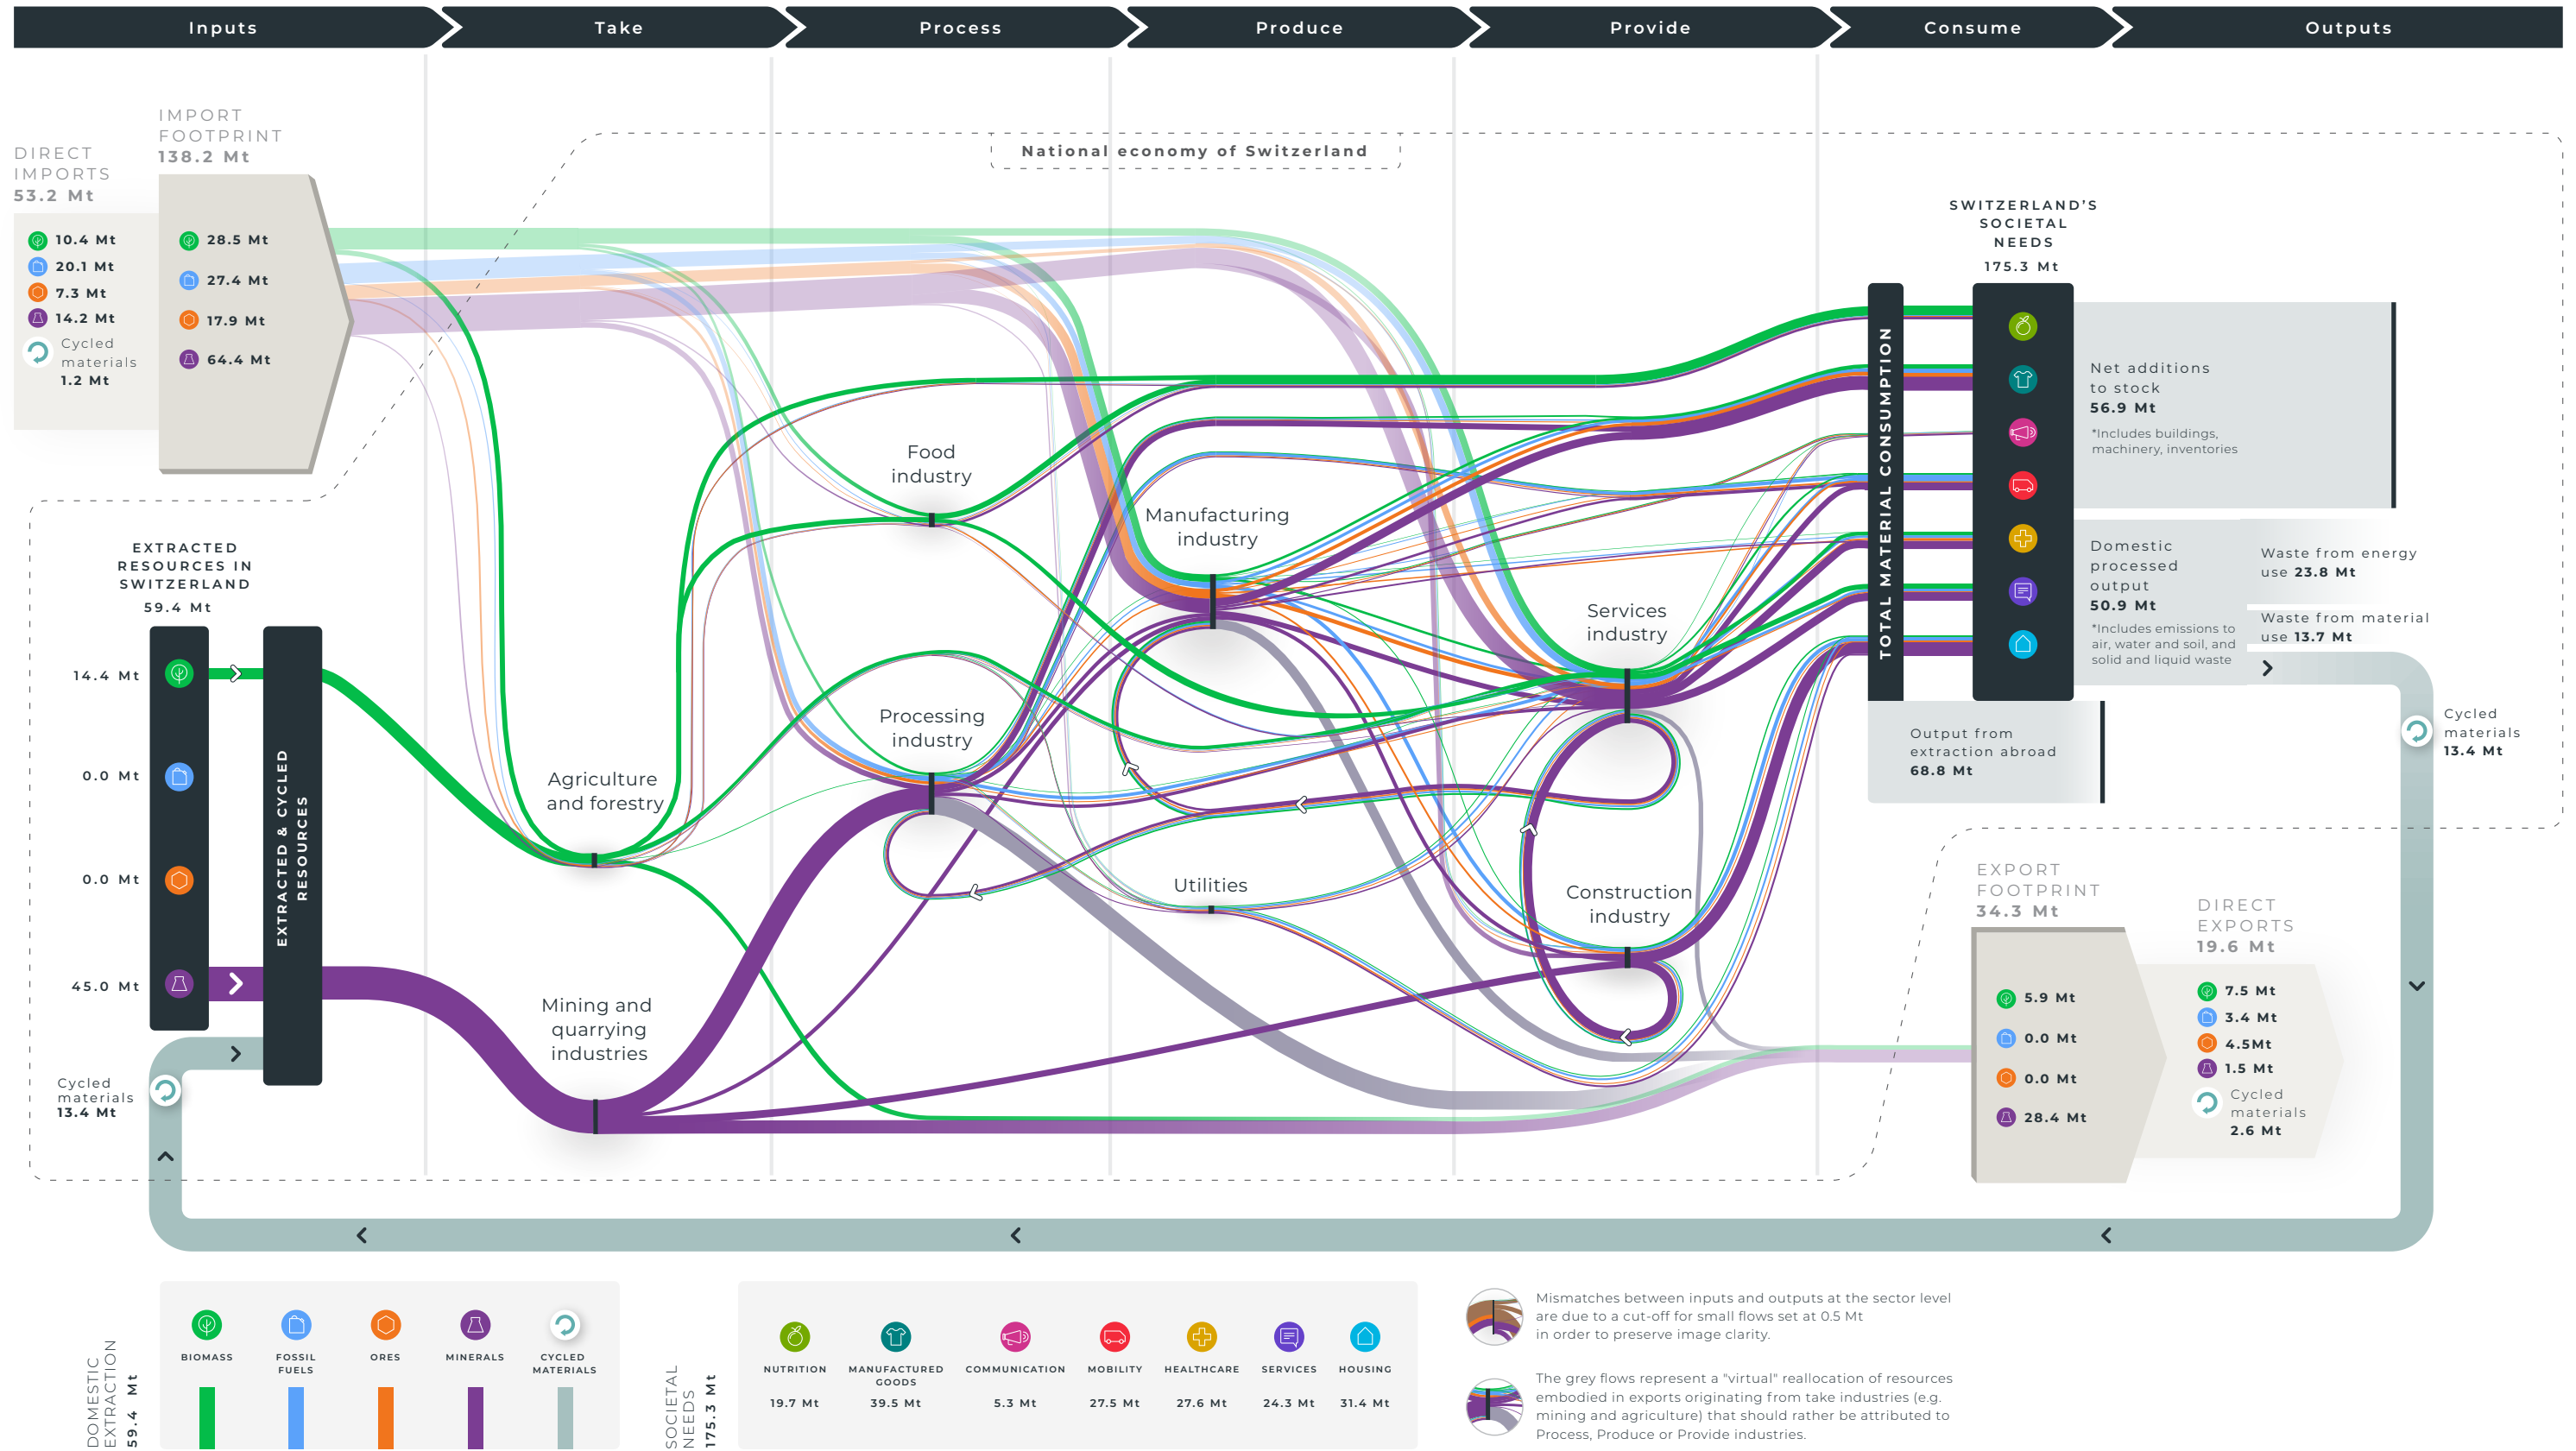 Inputs
Take
Process
Produce
Provide
Consume
Outputs
National economy of Switzerland
DIRECT
IMPORTS
53.2 Mt
10.4 Mt
20.1 Mt
7.3 Mt
14.2 Mt
Cycled
materials
1.2 Mt
IMPORT
FOOTPRINT
138.2 Mt
28.5 Mt
27.4 Mt
17.9 Mt
64.4 Mt
EXTRACTED
RESOURCES IN
SWITZERLAND
59.4 Mt
14.4 Mt
0.0 Mt
0.0 Mt
45.0 Mt
EXTRACTED & CYCLED
RESOURCES
Cycled
materials
13.4 Mt
Agriculture
and forestry
Mining and
quarrying
industries
Food
industry
Processing
industry
Manufacturing
industry
Utilities
Services
industry
Construction
industry
TOTAL MATERIAL CONSUMPTION
SWITZERLAND'S
SOCIETAL
NEEDS
175.3 Mt
Net additions
to stock
56.9 Mt
*Includes buildings,
machinery, inventories
Domestic
processed
output
50.9 Mt
*Includes emissions to
air, water and soil, and
solid and liquid waste
Waste from energy
use 23.8 Mt
Waste from material
use 13.7 Mt
Output from
extraction abroad
68.8 Mt
Cycled
materials
13.4 Mt
EXPORT
FOOTPRINT
34.3 Mt
5.9 Mt
0.0 Mt
0.0 Mt
28.4 Mt
DIRECT
EXPORTS
19.6 Mt
7.5 Mt
3.4 Mt
4.5Mt
1.5 Mt
Cycled
materials
2.6 Mt
DOMESTIC
EXTRACTION
59.4 Mt
BIOMASS
FOSSIL
FUELS
ORES
MINERALS
CYCLED
MATERIALS
SOCIETAL
NEEDS
175.3 Mt
NUTRITION
19.7 Mt
MANUFACTURED
GOODS
39.5 Mt
COMMUNICATION
5.3 Mt
MOBILITY
27.5 Mt
HEALTHCARE
27.6 Mt
SERVICES
24.3 Mt
HOUSING
31.4 Mt
Mismatches between inputs and outputs at the sector level
are due to a cut-off for small flows set at 0.5 Mt
in order to preserve image clarity.
The grey flows represent a "virtual" reallocation of resources
embodied in exports originating from take industries (e.g.
mining and agriculture) that should rather be attributed to
Process, Produce or Provide industries.